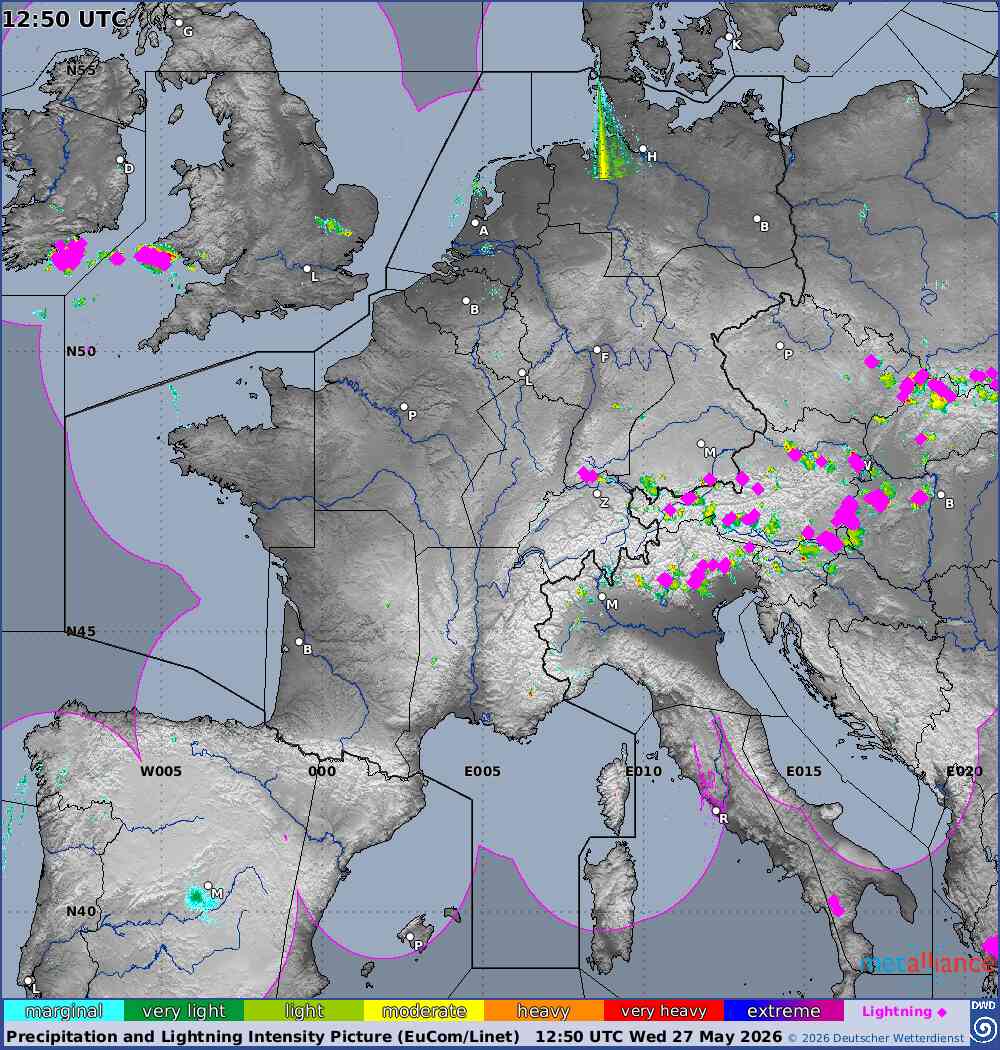 12:50 UTC
G
K
N55
D
H
A
B
L
B
N50
P
F
L
P
M
V
Z
B
M
N45
B
W005
000
E005
E010
E015
E020
R
M
N40
P
L
metalliance
marginal very light light moderate heavy very heavy extreme Lightning
DWD
Precipitation and Lightning Intensity Picture (EuCom/Linet) 12:50 UTC Wed 27 May 2026 © 2026 Deutscher Wetterdienst